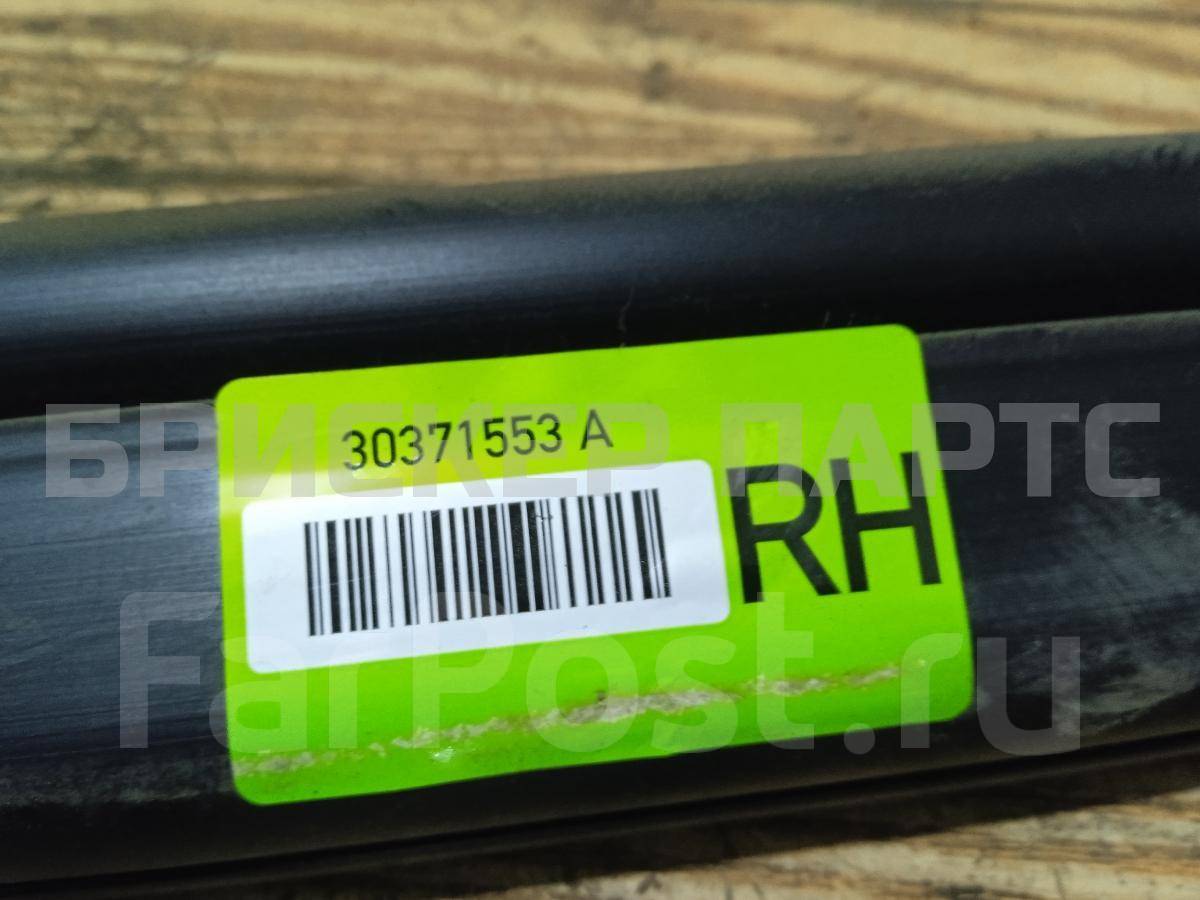 30371553 A
RH
БРИСКЕР ПАРТС
FarPost.ru